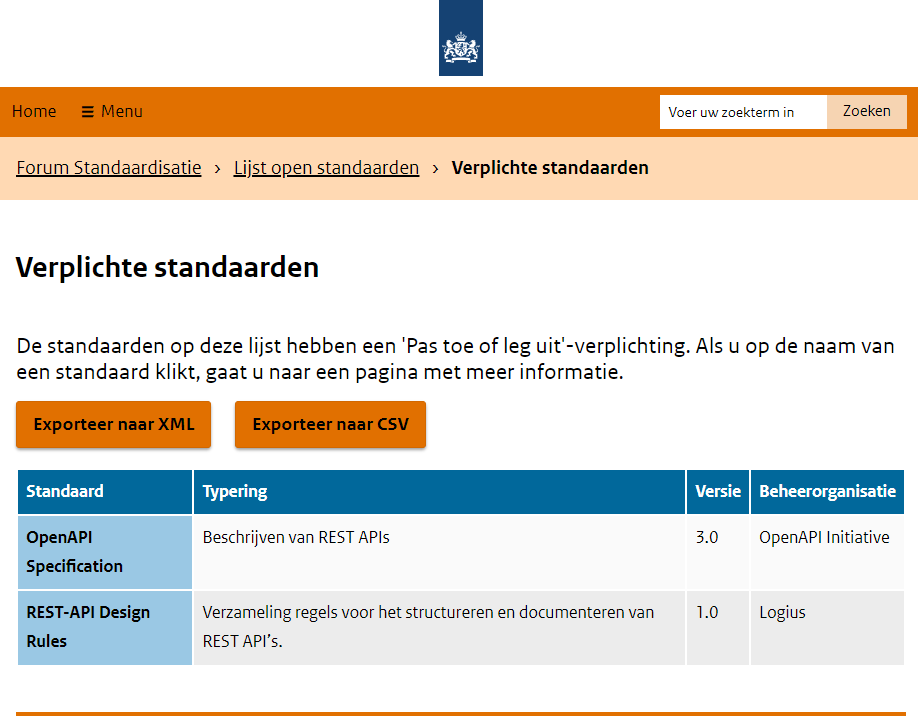 Home ≡ Menu Voer uw zoekterm in Zoeken
Forum Standaardisatie › Lijst open standaarden › Verplichte standaarden
Verplichte standaarden
De standaarden op deze lijst hebben een 'Pas toe of leg uit'-verplichting. Als u op de naam van
een standaard klikt, gaat u naar een pagina met meer informatie.
Exporteer naar XML Exporteer naar CSV
Standaard Typering Versie Beheerorganisatie
OpenAPI Beschrijven van REST APIs 3.0 OpenAPI Initiative
Specification
REST-API Design Verzameling regels voor het structureren en documenteren van 1.0 Logius
Rules REST API’s.